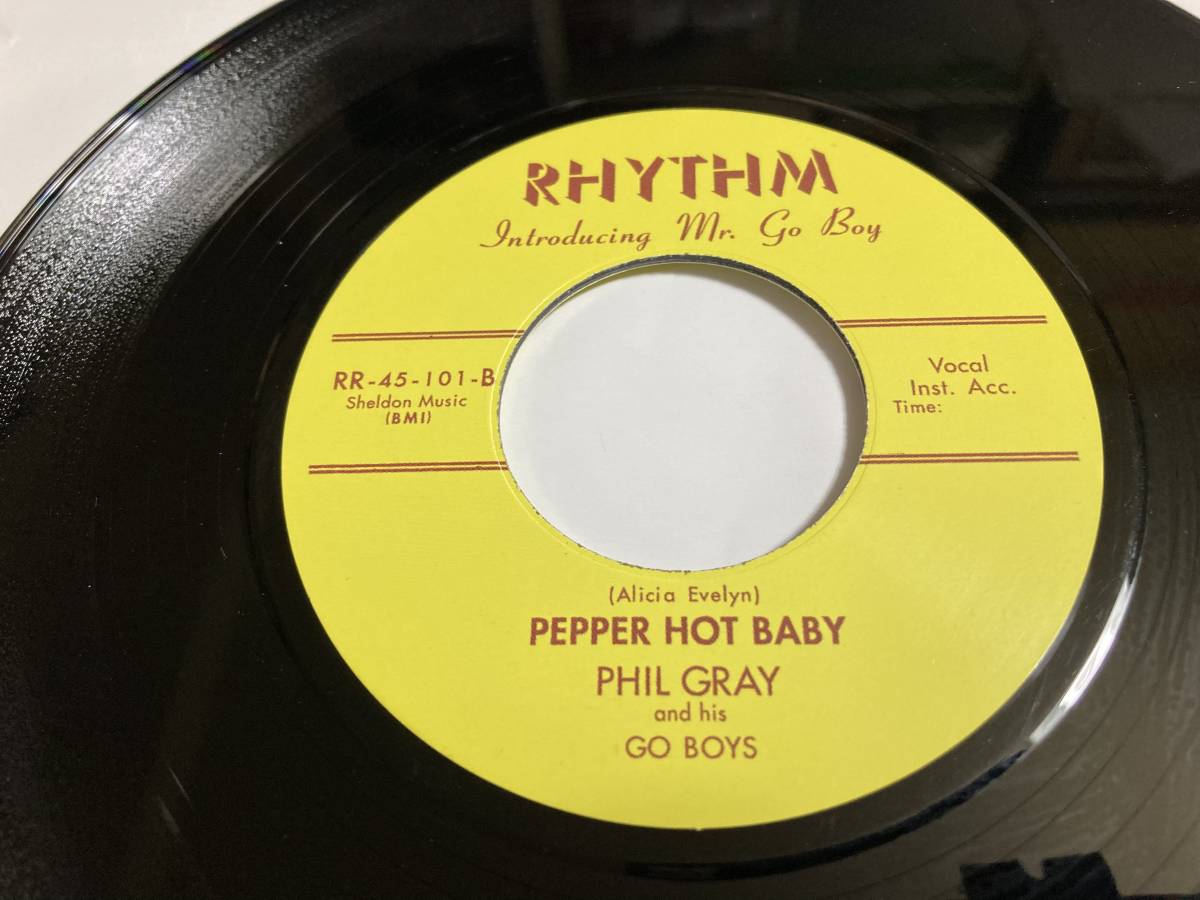 RHYTHM
Introducing Mr. Go Boy
RR-45-101-B
Sheldon Music
(BMI)
Vocal
Inst. Acc.
Time:
(Alicia Evelyn)
PEPPER HOT BABY
PHIL GRAY
and his
GO BOYS